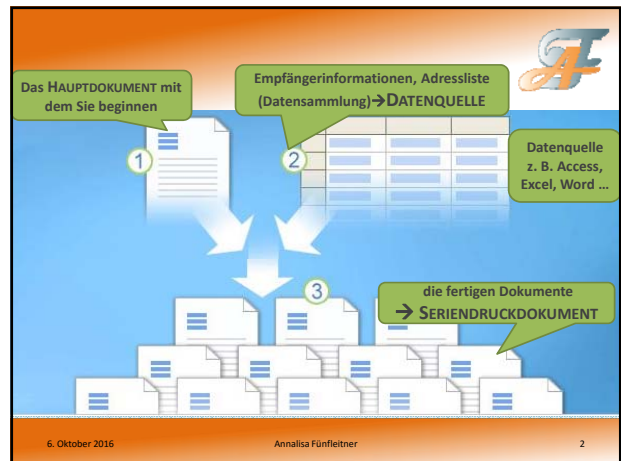 Das HAUPTDOKUMENT mit
dem Sie beginnen
Empfängerinformationen, Adressliste
(Datensammlung)→DATENQUELLE
1
2
Datenquelle
z. B. Access,
Excel, Word …
3
die fertigen Dokumente
→ SERIENDRUCKDOKUMENT
6. Oktober 2016
Annalisa Fünfleitner
2